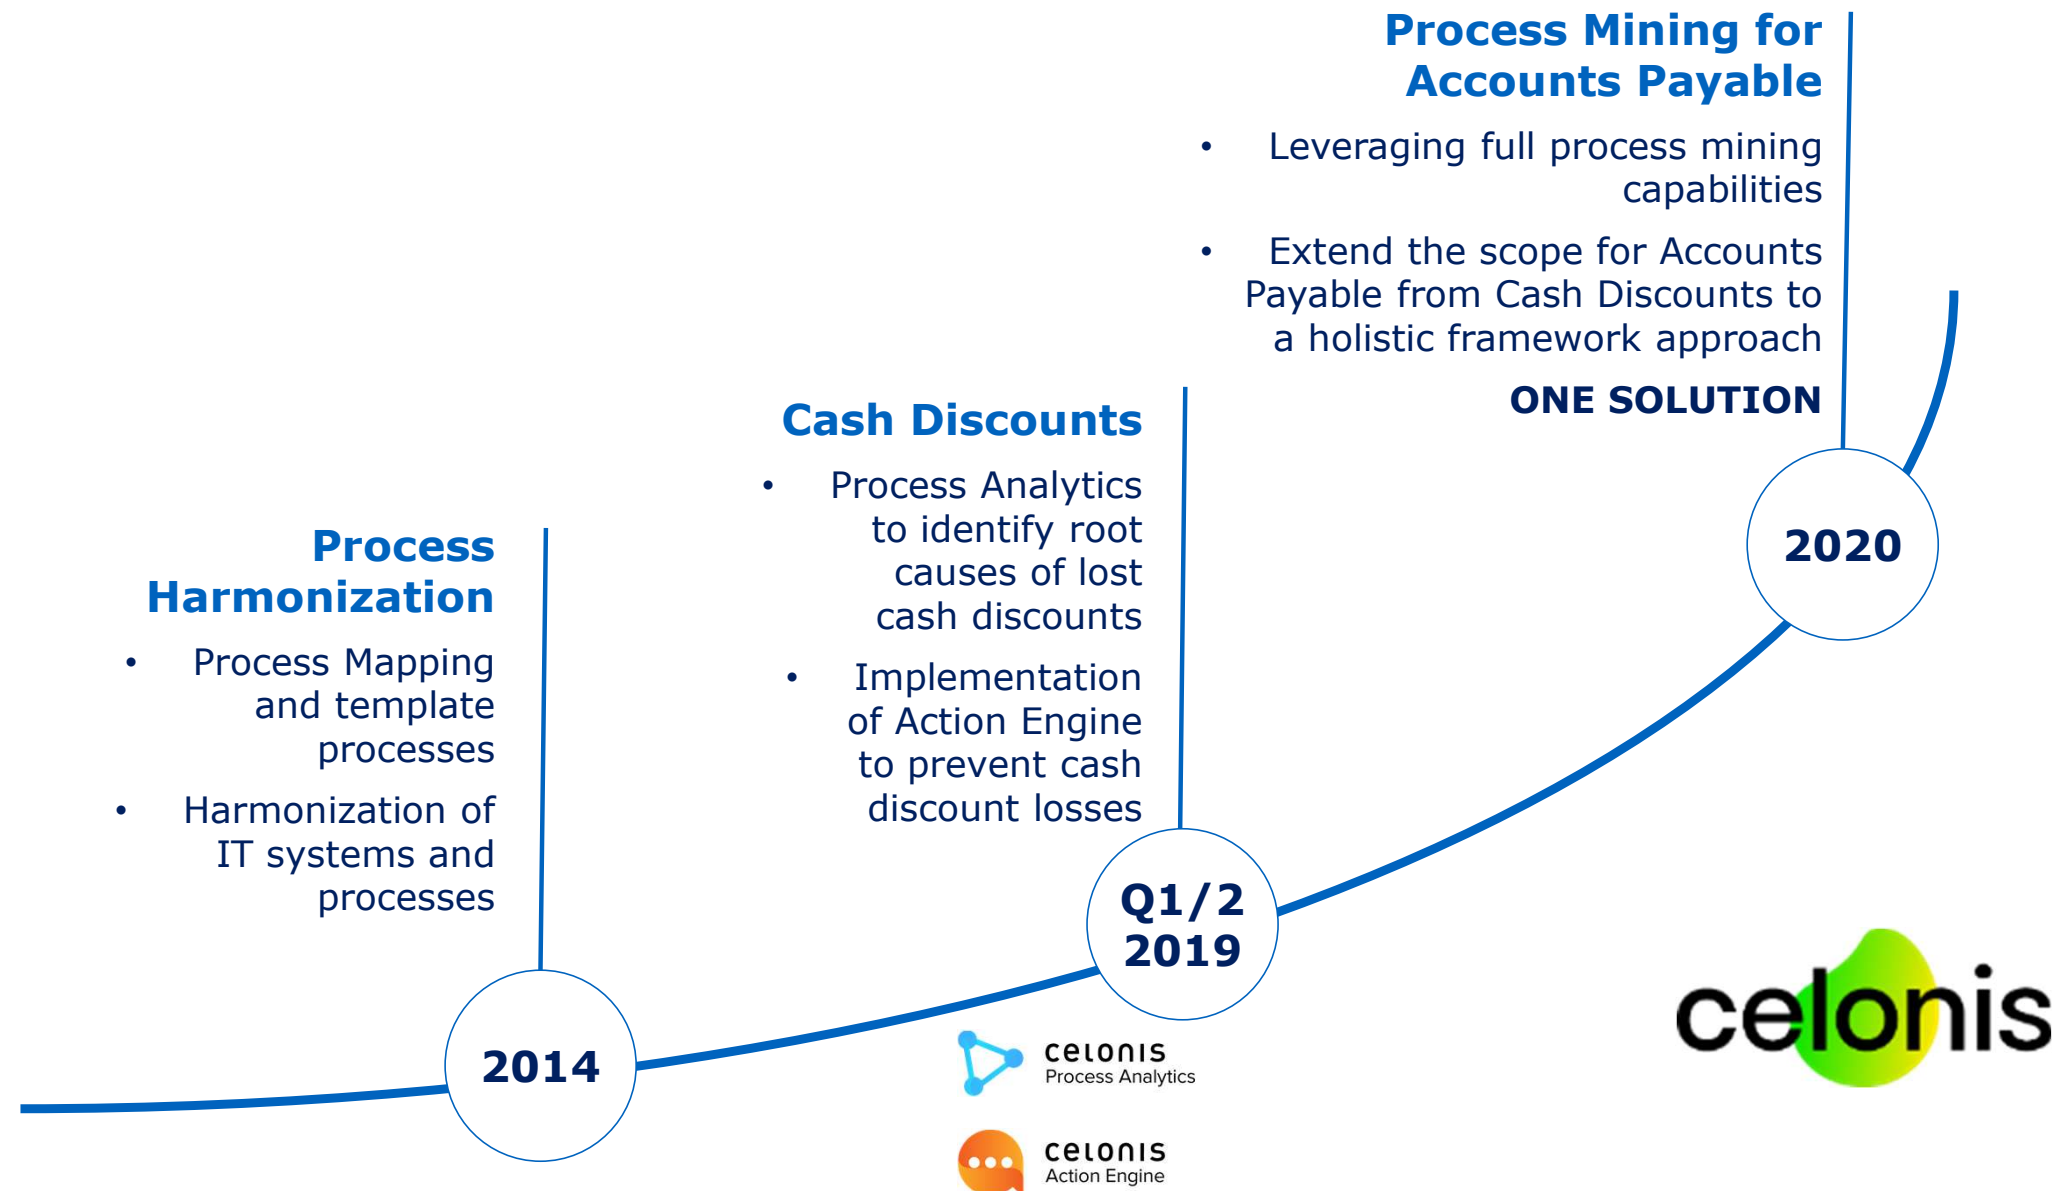 Process
Harmonization
• Process Mapping
and template
processes
• Harmonization of
IT systems and
processes
2014
Cash Discounts
• Process Analytics
to identify root
causes of lost
cash discounts
• Implementation
of Action Engine
to prevent cash
discount losses
Q1/2
2019
celonis
Process Analytics
celonis
Action Engine
Process Mining for
Accounts Payable
• Leveraging full process mining
capabilities
• Extend the scope for Accounts
Payable from Cash Discounts to
a holistic framework approach
ONE SOLUTION
2020
celonis